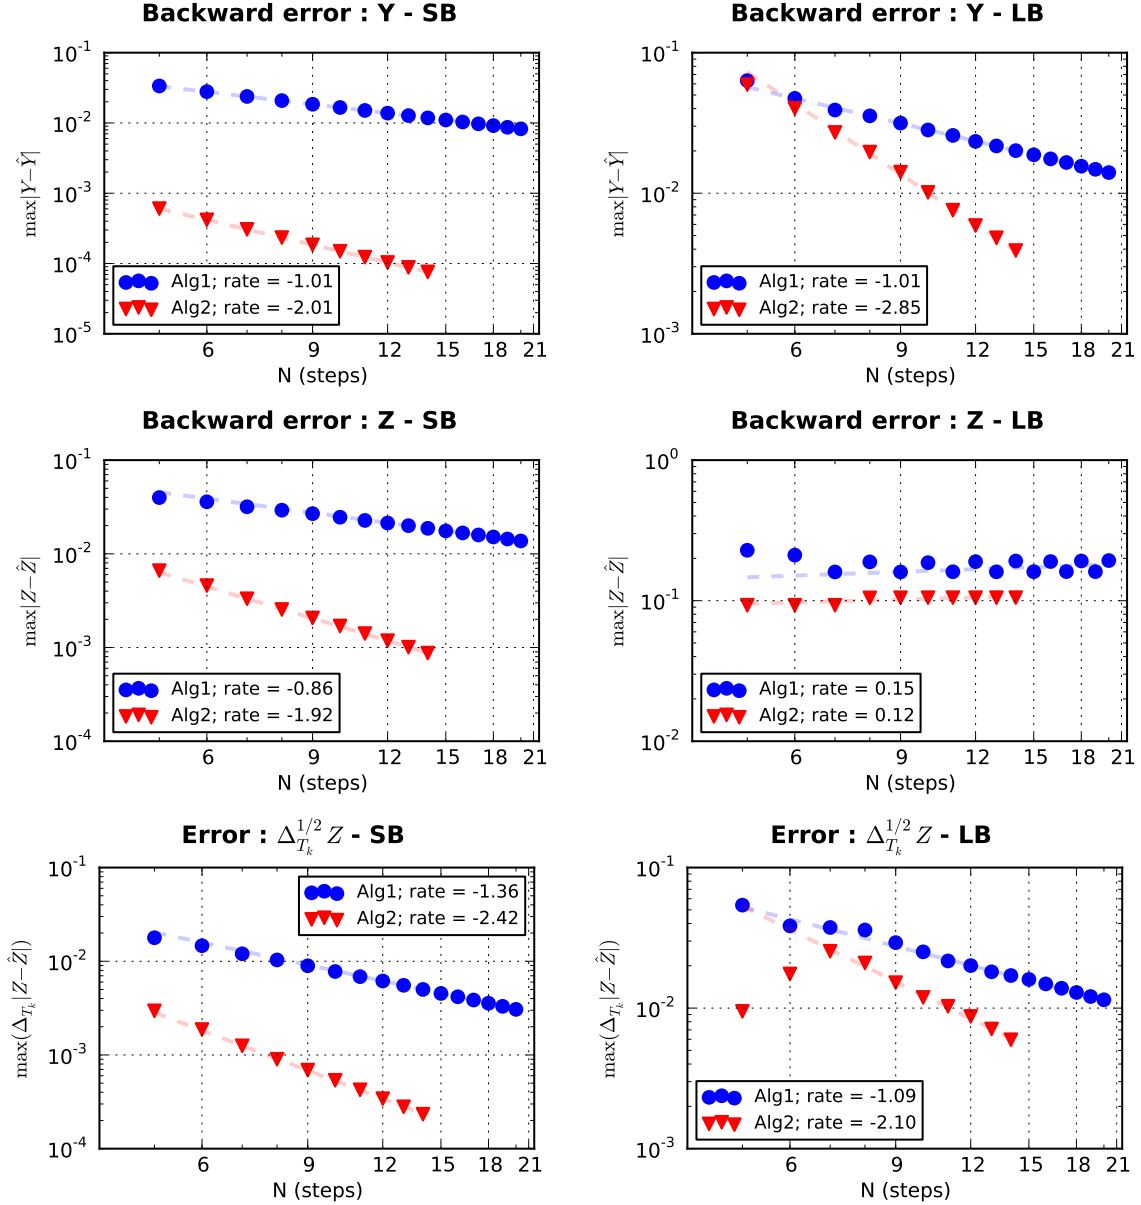 Backward error : Y - SB
10⁻¹
10⁻²
10⁻³
10⁻⁴
10⁻⁵
max|Y−Ŷ|
Alg1; rate = -1.01
Alg2; rate = -2.01
6 9 12 15 18 21
N (steps)
Backward error : Y - LB
10⁻¹
10⁻²
10⁻³
max|Y−Ŷ|
Alg1; rate = -1.01
Alg2; rate = -2.85
6 9 12 15 18 21
N (steps)
Backward error : Z - SB
10⁻¹
10⁻²
10⁻³
10⁻⁴
max|Z−Ẑ|
Alg1; rate = -0.86
Alg2; rate = -1.92
6 9 12 15 18 21
N (steps)
Backward error : Z - LB
10⁰
10⁻¹
10⁻²
max|Z−Ẑ|
Alg1; rate = 0.15
Alg2; rate = 0.12
6 9 12 15 18 21
N (steps)
Error : Δ_{T_k}^{1/2} Z - SB
10⁻¹
10⁻²
10⁻³
10⁻⁴
max(Δ_{T_k}|Z−Ẑ|)
Alg1; rate = -1.36
Alg2; rate = -2.42
6 9 12 15 18 21
N (steps)
Error : Δ_{T_k}^{1/2} Z - LB
10⁻¹
10⁻²
10⁻³
max(Δ_{T_k}|Z−Ẑ|)
Alg1; rate = -1.09
Alg2; rate = -2.10
6 9 12 15 18 21
N (steps)